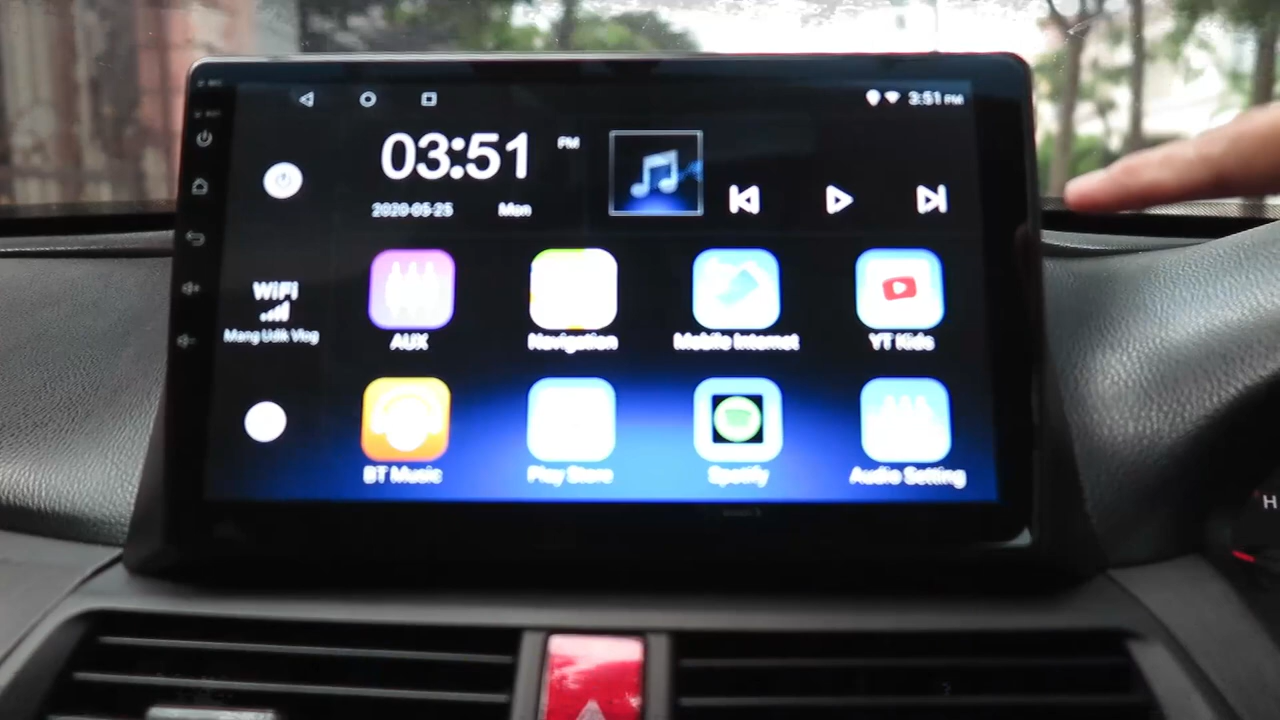 3:51 PM
03:51 PM
2020-05-25 Mon
WiFi
Mang Udik Vlog
AUX
Navigation
Mobile Internet
YT Kids
BT Music
Play Store
Spotify
Audio Setting
H